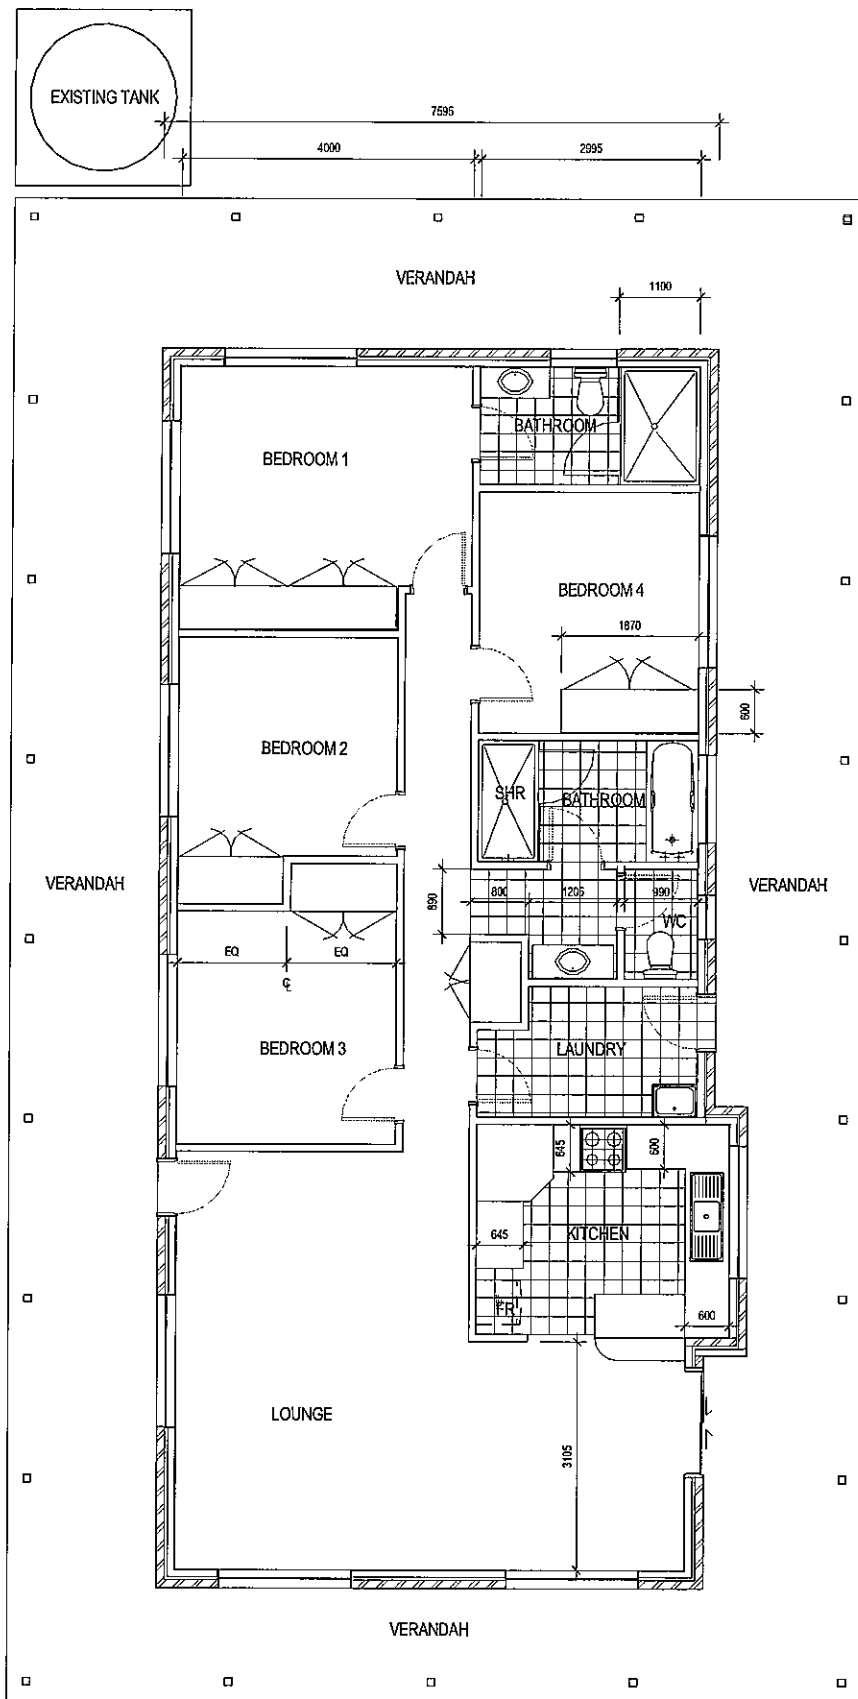 EXISTING TANK
7595
4000
2995
VERANDAH
1100
BATHROOM
BEDROOM 1
BEDROOM 4
1870
600
BEDROOM 2
SHR
BATHROOM
VERANDAH
VERANDAH
890
800
1205
990
WC
EQ
EQ
℄
BEDROOM 3
LAUNDRY
645
600
645
KITCHEN
FR
600
LOUNGE
3105
VERANDAH